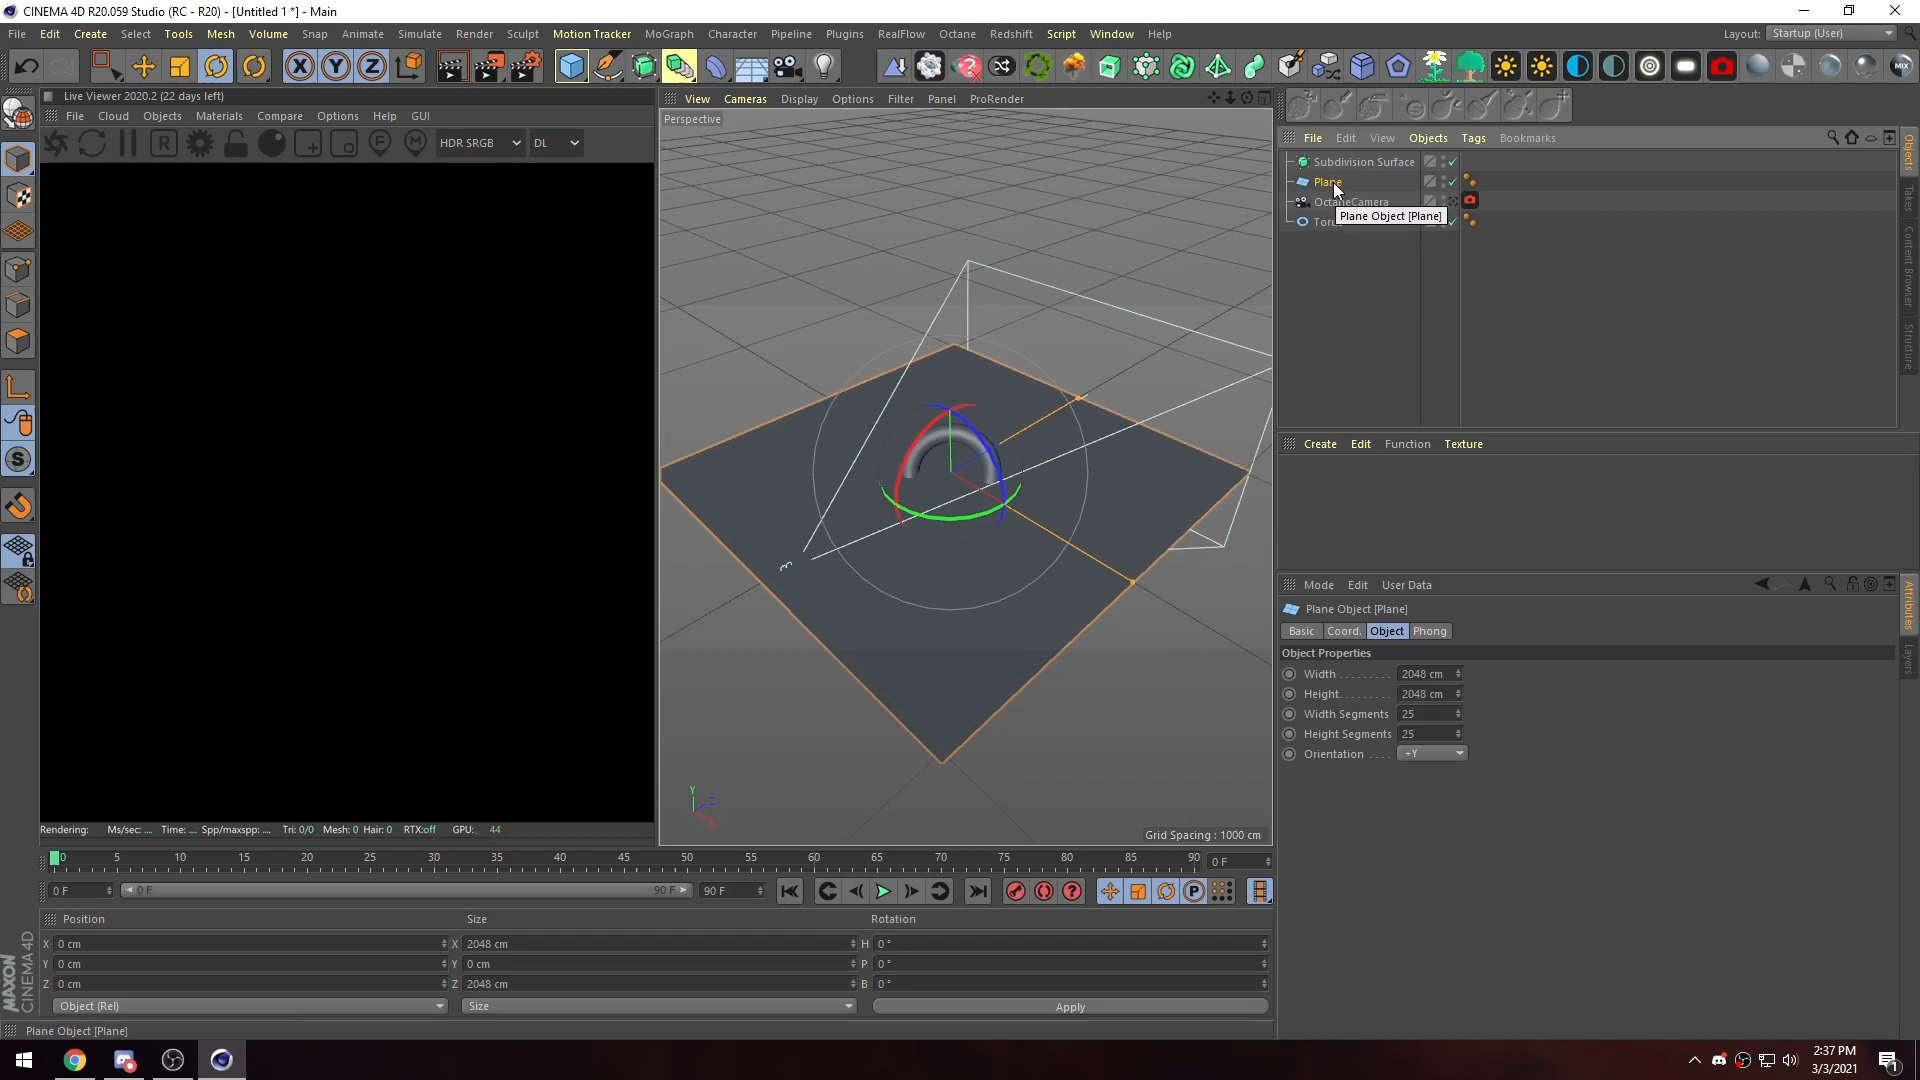 CINEMA 4D R20.059 Studio (RC - R20) - [Untitled 1 *] - Main
File Edit Create Select Tools Mesh Volume Snap Animate Simulate Render Sculpt Motion Tracker MoGraph Character Pipeline Plugins RealFlow Octane Redshift Script Window Help Layout: Startup (User)
X Y Z
MIX
Live Viewer 2020.2 (22 days left)
File Cloud Objects Materials Compare Options Help GUI
R F M HDR SRGB DL
View Cameras Display Options Filter Panel ProRender
Perspective
File Edit View Objects Tags Bookmarks
Subdivision Surface
Plane
OctaneCamera
Plane Object [Plane]
Objects
Takes
Content Browser
Structure
Create Edit Function Texture
Mode Edit User Data
Plane Object [Plane]
Basic Coord. Object Phong
Object Properties
Width . . . . . . . . . 2048 cm
Height. . . . . . . . . 2048 cm
Width Segments 25
Height Segments 25
Orientation . . . . +Y
Attributes
Layers
S
Y Z X
Grid Spacing : 1000 cm
Rendering: Ms/sec: .... Time: .... Spp/maxspp: .... Tri: 0/0 Mesh: 0 Hair: 0 RTX:off GPU: 44
0 5 10 15 20 25 30 35 40 45 50 55 60 65 70 75 80 85 90 0 F
0 F 0 F 90 F 90 F
P
Position Size Rotation
X 0 cm X 2048 cm H 0 °
Y 0 cm Y 0 cm P 0 °
Z 0 cm Z 2048 cm B 0 °
Object (Rel) Size Apply
MAXON
CINEMA 4D
Plane Object [Plane]
2:37 PM
3/3/2021
1